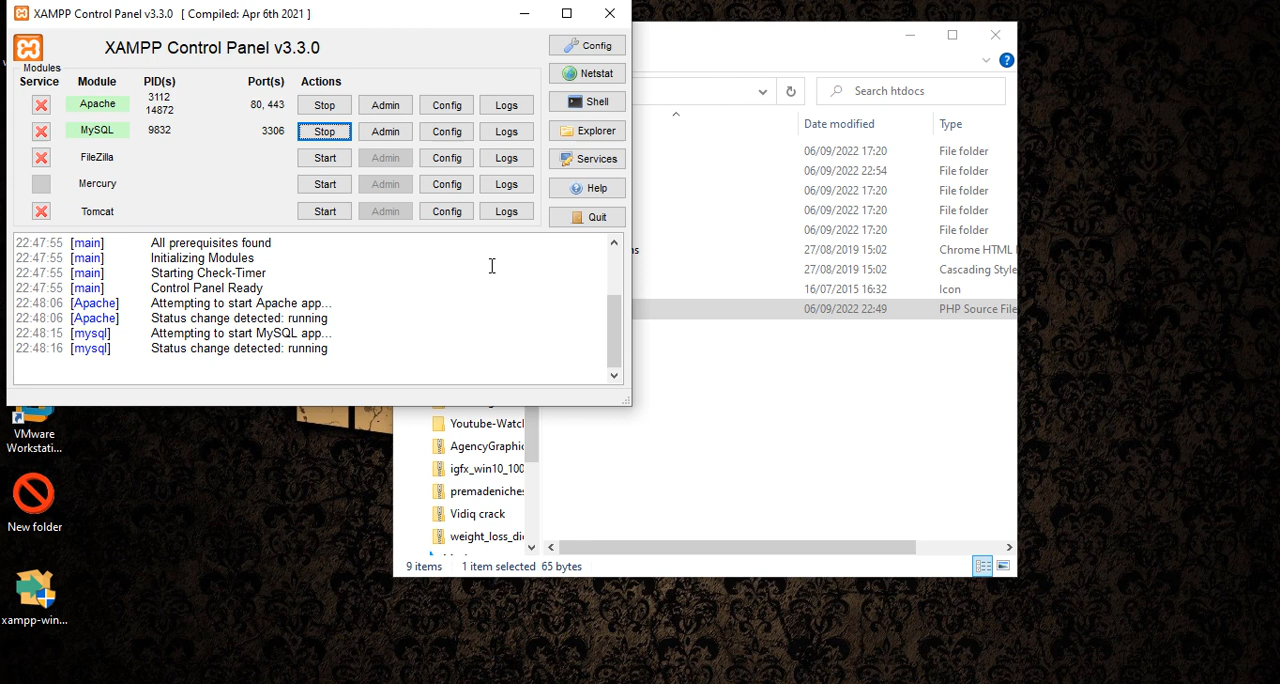 XAMPP Control Panel v3.3.0 [ Compiled: Apr 6th 2021 ]
XAMPP Control Panel v3.3.0
Config
Modules
Service Module PID(s) Port(s) Actions
Netstat
Apache 3112 14872 80, 443 Stop Admin Config Logs
Shell
MySQL 9832 3306 Stop Admin Config Logs
Explorer
FileZilla Start Admin Config Logs
Services
Mercury Start Admin Config Logs
Help
Tomcat Start Admin Config Logs
Quit
22:47:55 [main] All prerequisites found
22:47:55 [main] Initializing Modules
22:47:55 [main] Starting Check-Timer
22:47:55 [main] Control Panel Ready
22:48:06 [Apache] Attempting to start Apache app...
22:48:06 [Apache] Status change detected: running
22:48:15 [mysql] Attempting to start MySQL app...
22:48:16 [mysql] Status change detected: running
Search htdocs
Date modified Type
06/09/2022 17:20 File folder
06/09/2022 22:54 File folder
06/09/2022 17:20 File folder
06/09/2022 17:20 File folder
06/09/2022 17:20 File folder
ns 27/08/2019 15:02 Chrome HTML
27/08/2019 15:02 Cascading Style
16/07/2015 16:32 Icon
06/09/2022 22:49 PHP Source File
Youtube-Watcl
AgencyGraphic
igfx_win10_100
premadeniches
Vidiq crack
weight_loss_die
9 items 1 item selected 65 bytes
VMware
Workstati...
New folder
xampp-win...